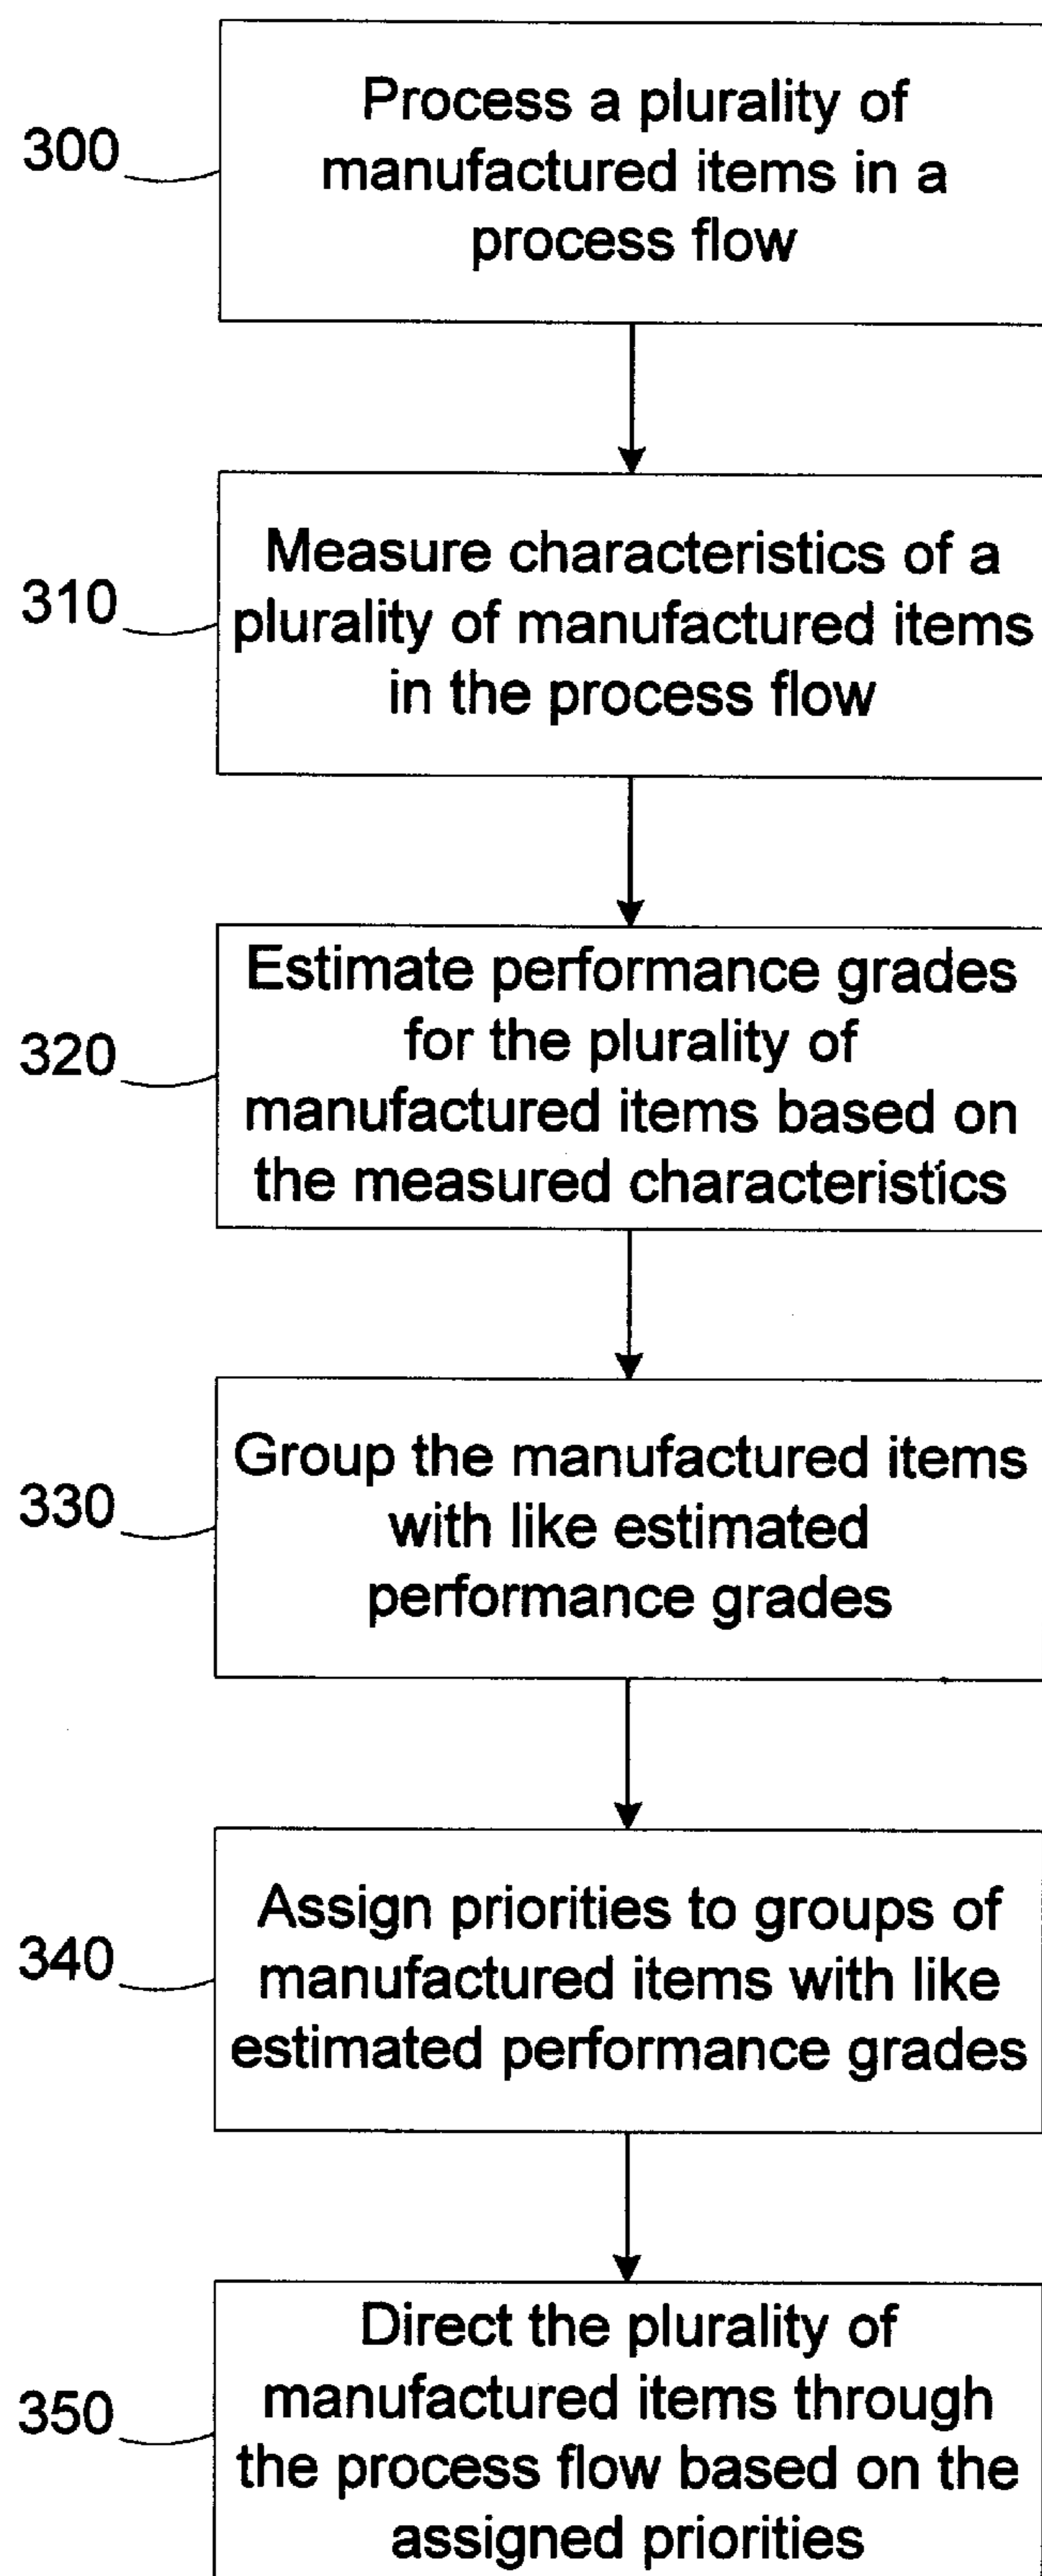 300
Process a plurality of
manufactured items in a
process flow
310
Measure characteristics of a
plurality of manufactured items
in the process flow
320
Estimate performance grades
for the plurality of
manufactured items based on
the measured characteristics
330
Group the manufactured items
with like estimated
performance grades
340
Assign priorities to groups of
manufactured items with like
estimated performance grades
350
Direct the plurality of
manufactured items through
the process flow based on the
assigned priorities